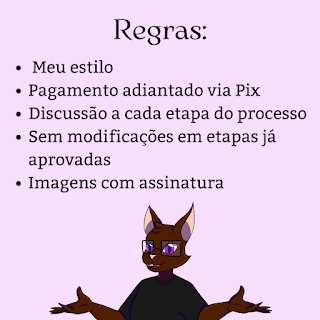 Regras:
• Meu estilo
• Pagamento adiantado via Pix
• Discussão a cada etapa do processo
• Sem modificações em etapas já
aprovadas
• Imagens com assinatura